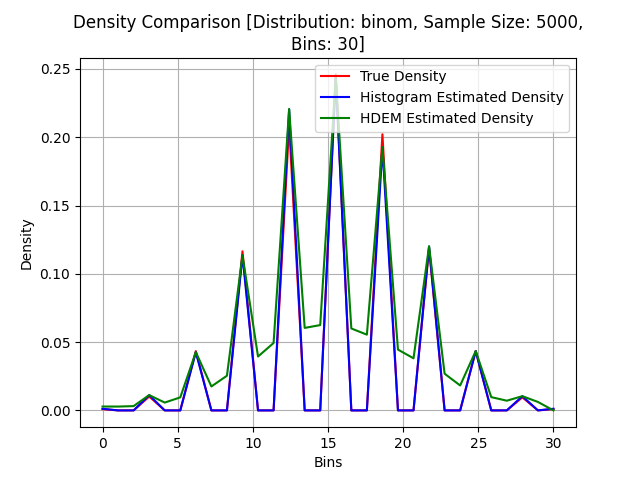 Density Comparison [Distribution: binom, Sample Size: 5000,
Bins: 30]
True Density
Histogram Estimated Density
HDEM Estimated Density
Density
0.25
0.20
0.15
0.10
0.05
0.00
0 5 10 15 20 25 30
Bins